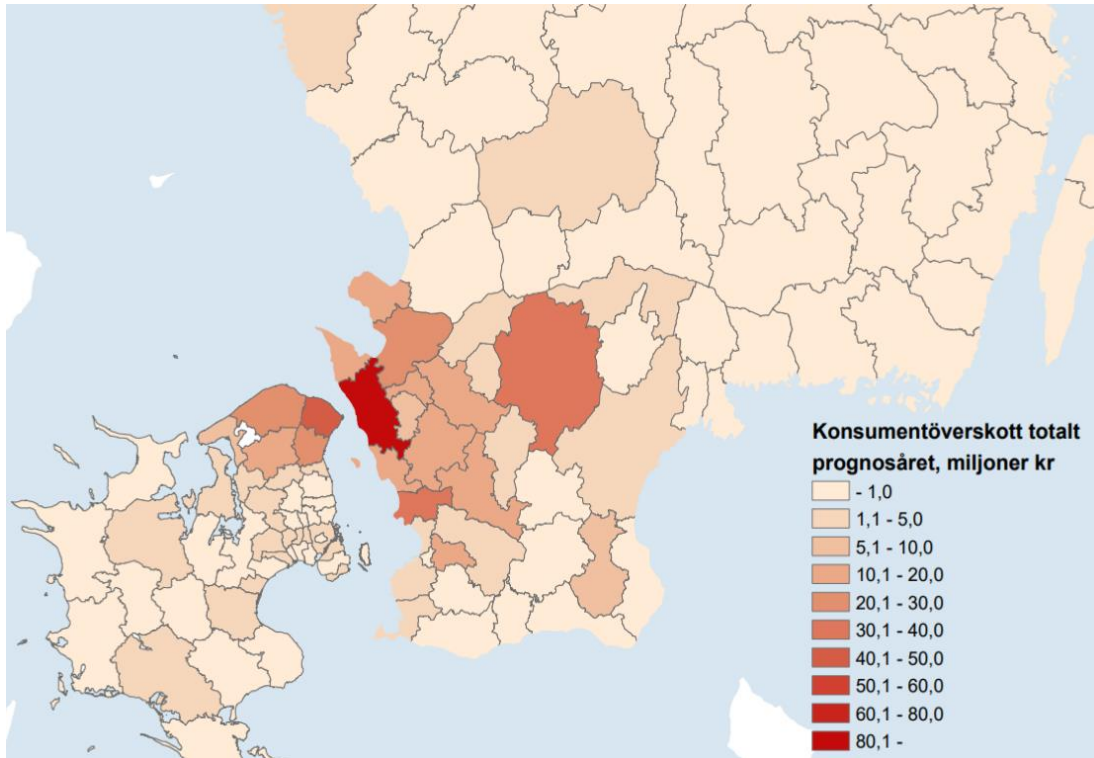 Konsumentöverskott totalt
prognosåret, miljoner kr
- 1,0
1,1 - 5,0
5,1 - 10,0
10,1 - 20,0
20,1 - 30,0
30,1 - 40,0
40,1 - 50,0
50,1 - 60,0
60,1 - 80,0
80,1 -